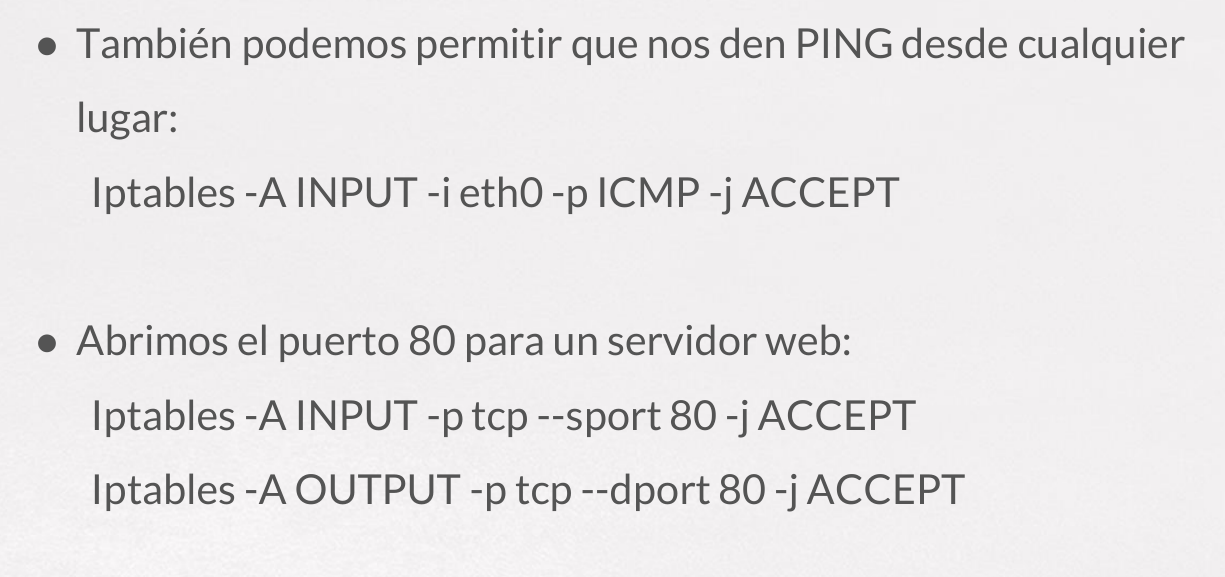 ● También podemos permitir que nos den PING desde cualquier
lugar:
Iptables -A INPUT -i eth0 -p ICMP -j ACCEPT
● Abrimos el puerto 80 para un servidor web:
Iptables -A INPUT -p tcp --sport 80 -j ACCEPT
Iptables -A OUTPUT -p tcp --dport 80 -j ACCEPT